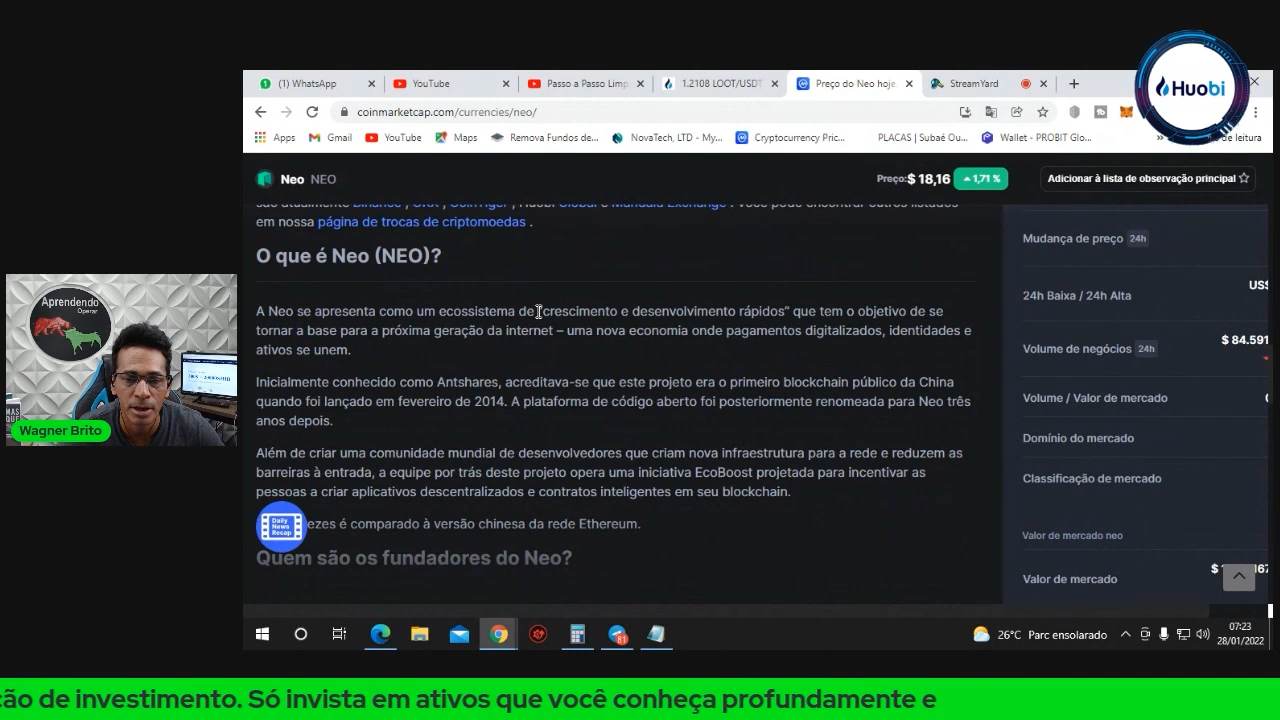 (1) WhatsApp
YouTube
Passo a Passo Limp
1.2108 LOOT/USDT
Preço do Neo hoje,
StreamYard
Huobi
coinmarketcap.com/currencies/neo/
Apps
Gmail
YouTube
Maps
Remova Fundos de...
NovaTech, LTD - My...
Cryptocurrency Pric...
PLACAS | Subaé Ou...
Wallet - PROBIT Glo...
de leitura
Neo NEO
Preço:$ 18,16
1,71 %
Adicionar à lista de observação principal
em nossa página de trocas de criptomoedas .
O que é Neo (NEO)?
A Neo se apresenta como um ecossistema de "crescimento e desenvolvimento rápidos” que tem o objetivo de se
tornar a base para a próxima geração da internet – uma nova economia onde pagamentos digitalizados, identidades e
ativos se unem.
Inicialmente conhecido como Antshares, acreditava-se que este projeto era o primeiro blockchain público da China
quando foi lançado em fevereiro de 2014. A plataforma de código aberto foi posteriormente renomeada para Neo três
anos depois.
Além de criar uma comunidade mundial de desenvolvedores que criam nova infraestrutura para a rede e reduzem as
barreiras à entrada, a equipe por trás deste projeto opera uma iniciativa EcoBoost projetada para incentivar as
pessoas a criar aplicativos descentralizados e contratos inteligentes em seu blockchain.
ezes é comparado à versão chinesa da rede Ethereum.
Daily
News
Recap
Quem são os fundadores do Neo?
Mudança de preço 24h
24h Baixa / 24h Alta
US$
Volume de negócios 24h
$ 84.591
Volume / Valor de mercado
Domínio do mercado
Classificação de mercado
Valor de mercado neo
Valor de mercado
Aprendendo
Operar
Wagner Brito
81
26°C Parc ensolarado
07:23
28/01/2022
ção de investimento. Só invista em ativos que você conheça profundamente e